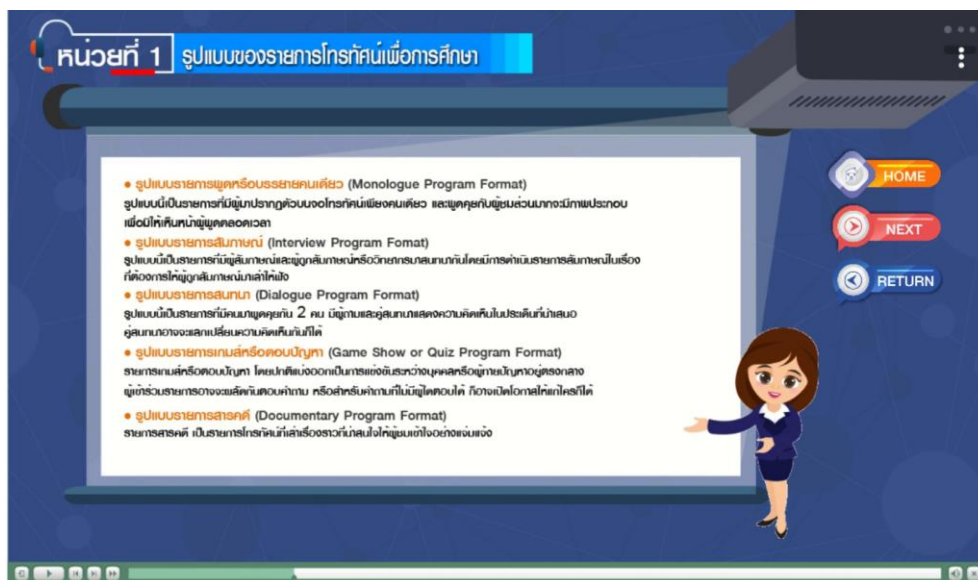 หน่วยที่ 1
รูปแบบของรายการโทรทัศน์เพื่อการศึกษา
HOME
NEXT
RETURN
• รูปแบบรายการพูดหรือบรรยายคนเดียว (Monologue Program Format)
รูปแบบนี้เป็นรายการที่มีผู้มาปรากฏตัวบนจอโทรทัศน์เพียงคนเดียว และพูดคุยกับผู้ชมส่วนมากจะมีภาพประกอบ
เพื่อมิให้เห็นหน้าผู้พูดตลอดเวลา
• รูปแบบรายการสัมภาษณ์ (Interview Program Fomat)
รูปแบบนี้เป็นรายการที่มีผู้สัมภาษณ์และผู้ถูกสัมภาษณ์หรือวิทยากรมาสนทนากันโดยมีการดำเนินรายการสัมภาษณ์ในเรื่อง
ที่ต้องการให้ผู้ถูกสัมภาษณ์มาเล่าให้ฟัง
• รูปแบบรายการสนทนา (Dialogue Program Format)
รูปแบบนี้เป็นรายการที่มีคนมาพูดคุยกัน 2 คน มีผู้ถามและคู่สนทนาแสดงความคิดเห็นในประเด็นที่นำเสนอ
คู่สนทนาอาจจะแลกเปลี่ยนความคิดเห็นกันก็ได้
• รูปแบบรายการเกมส์หรือตอบปัญหา (Game Show or Quiz Program Format)
รายการเกมส์หรือตอบปัญหา โดยปกติแบ่งออกเป็นการแข่งขันระหว่างบุคคลหรือผู้ทายปัญหาอยู่ตรงกลาง
ผู้เข้าร่วมรายการอาจจะผลัดกันตอบคำถาม หรือสำหรับคำถามที่ไม่มีผู้ใดตอบได้ ก็อาจเปิดโอกาสให้แก่ใครก็ได้
• รูปแบบรายการสารคดี (Documentary Program Format)
รายการสารคดี เป็นรายการโทรทัศน์ที่เล่าเรื่องราวที่น่าสนใจให้ผู้ชมเข้าใจอย่างแจ่มแจ้ง